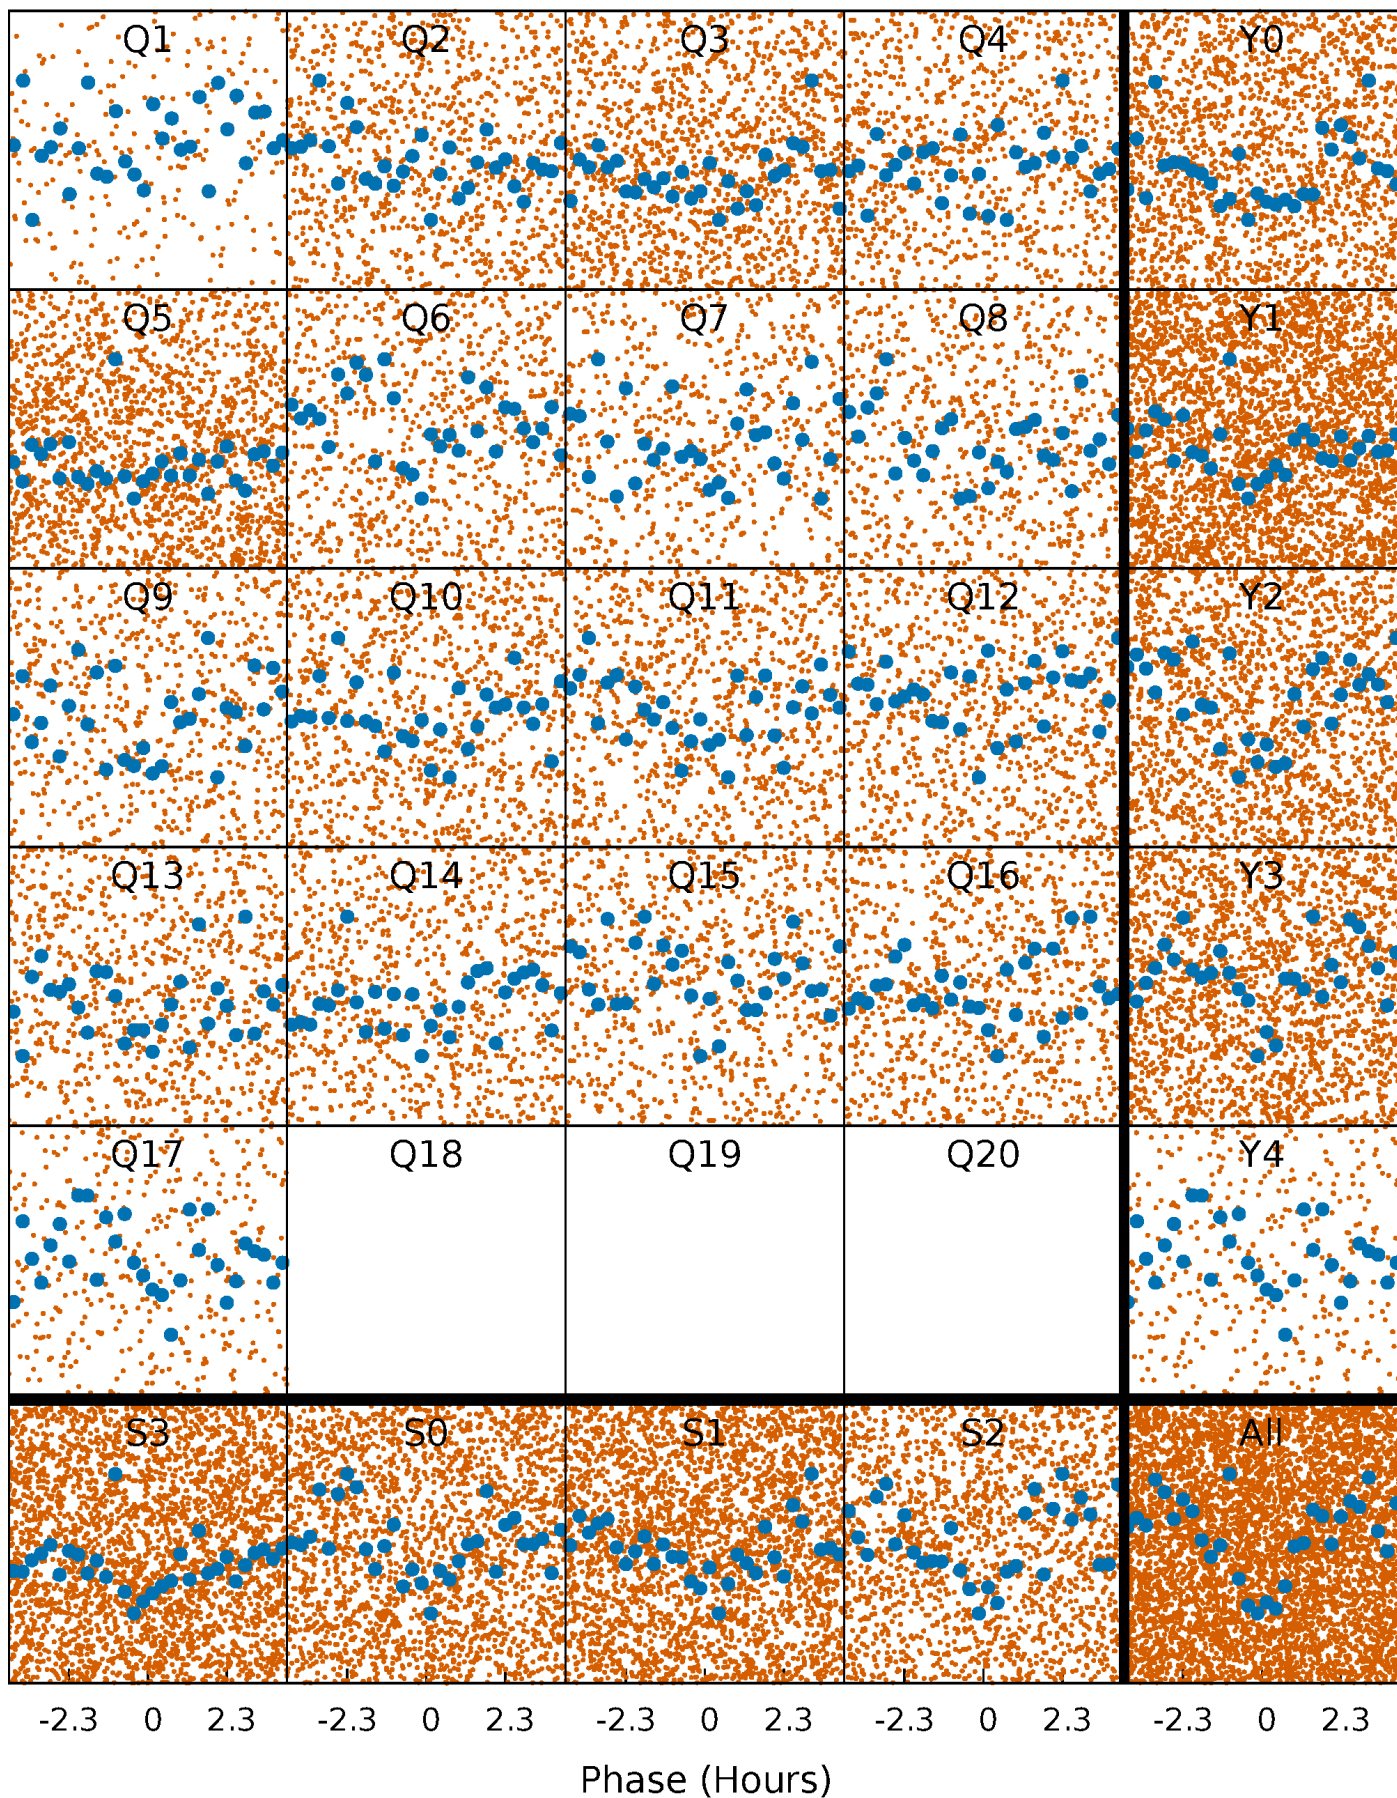 Q1 Q2 Q3 Q4 Y0
Q5 Q6 Q7 Q8 Y1
Q9 Q10 Q11 Q12 Y2
Q13 Q14 Q15 Q16 Y3
Q17 Q18 Q19 Q20 Y4
S3 S0 S1 S2 All
-2.3 0 2.3 -2.3 0 2.3 -2.3 0 2.3 -2.3 0 2.3 -2.3 0 2.3
Phase (Hours)